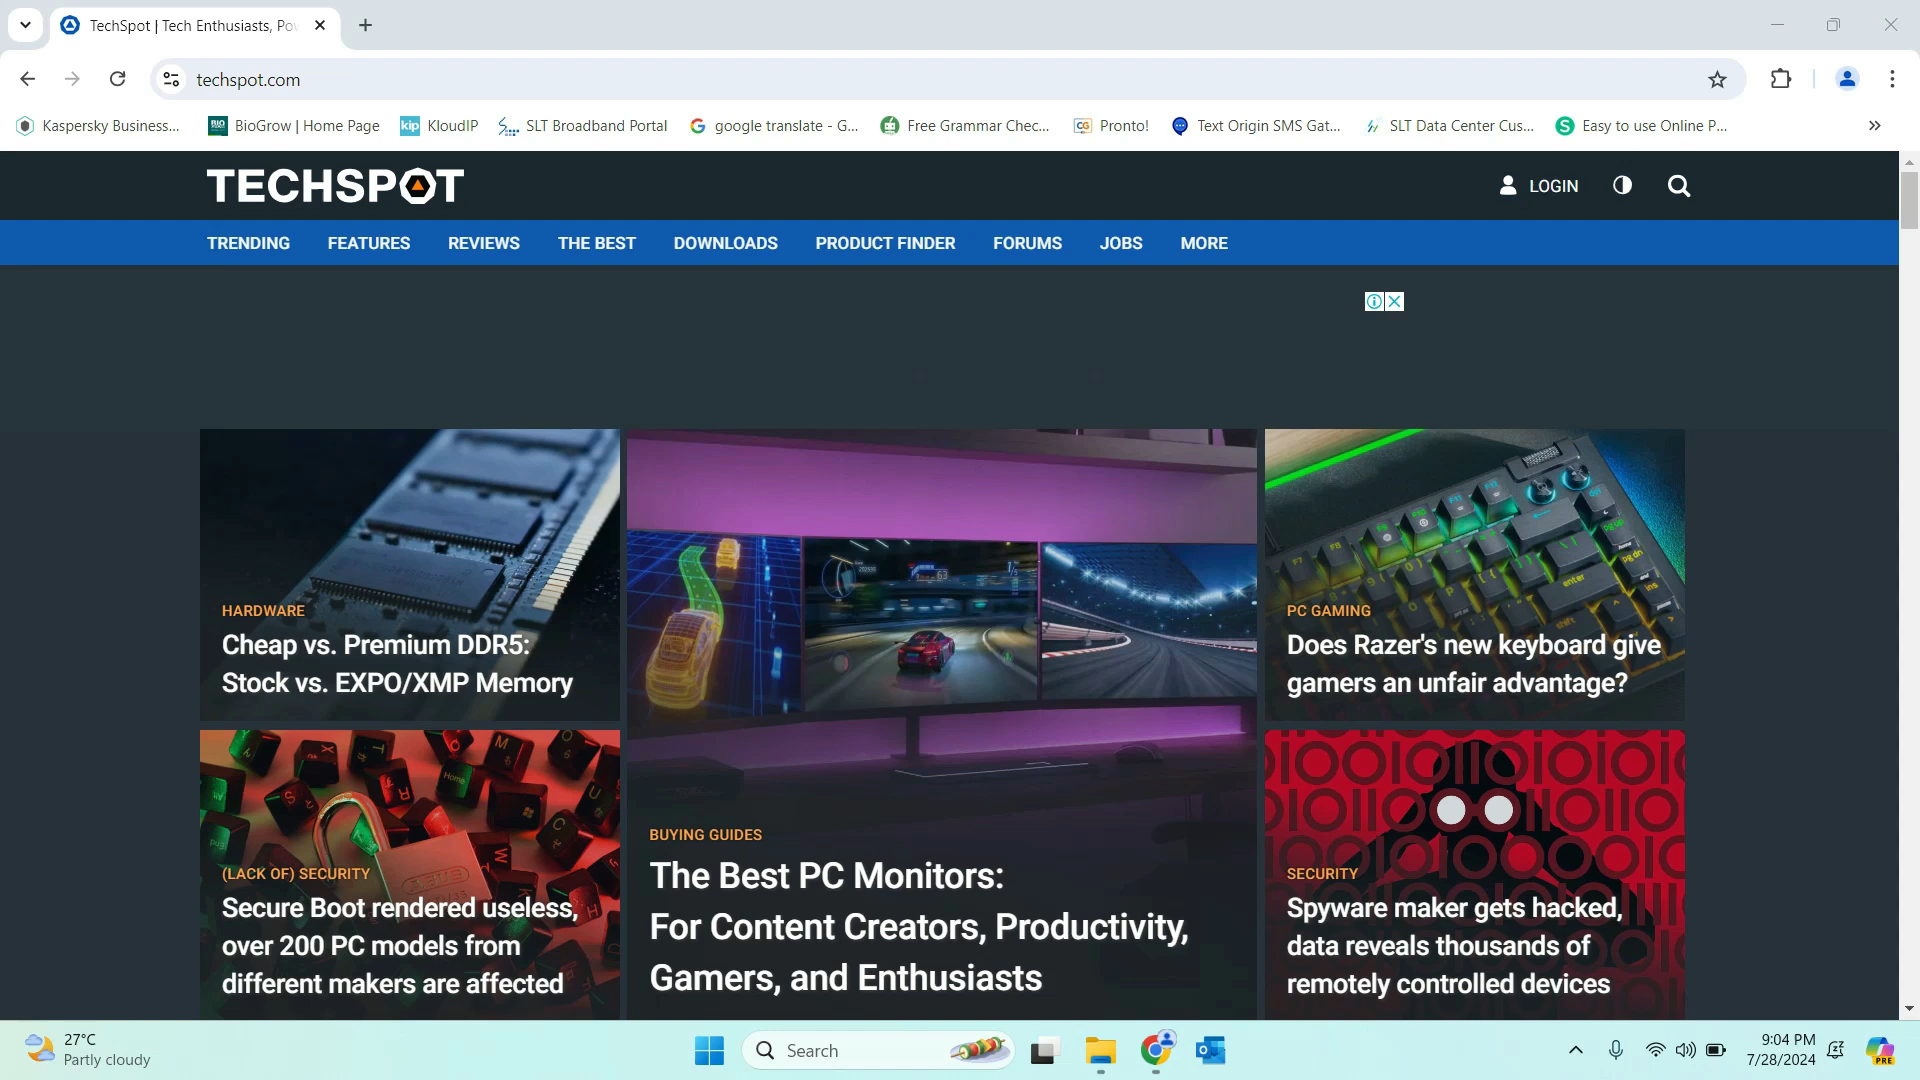 TechSpot | Tech Enthusiasts, Po
techspot.com
Kaspersky Business...
BioGrow | Home Page
kip KloudIP
SLT Broadband Portal
google translate - G...
Free Grammar Chec...
CG Pronto!
Text Origin SMS Gat...
SLT Data Center Cus...
Easy to use Online P...
TECHSPOT
LOGIN
TRENDING FEATURES REVIEWS THE BEST DOWNLOADS PRODUCT FINDER FORUMS JOBS MORE
HARDWARE
Cheap vs. Premium DDR5:
Stock vs. EXPO/XMP Memory
(LACK OF) SECURITY
Secure Boot rendered useless,
over 200 PC models from
different makers are affected
BUYING GUIDES
The Best PC Monitors:
For Content Creators, Productivity,
Gamers, and Enthusiasts
PC GAMING
Does Razer's new keyboard give
gamers an unfair advantage?
SECURITY
Spyware maker gets hacked,
data reveals thousands of
remotely controlled devices
27°C
Partly cloudy
Search
9:04 PM
7/28/2024
PRE